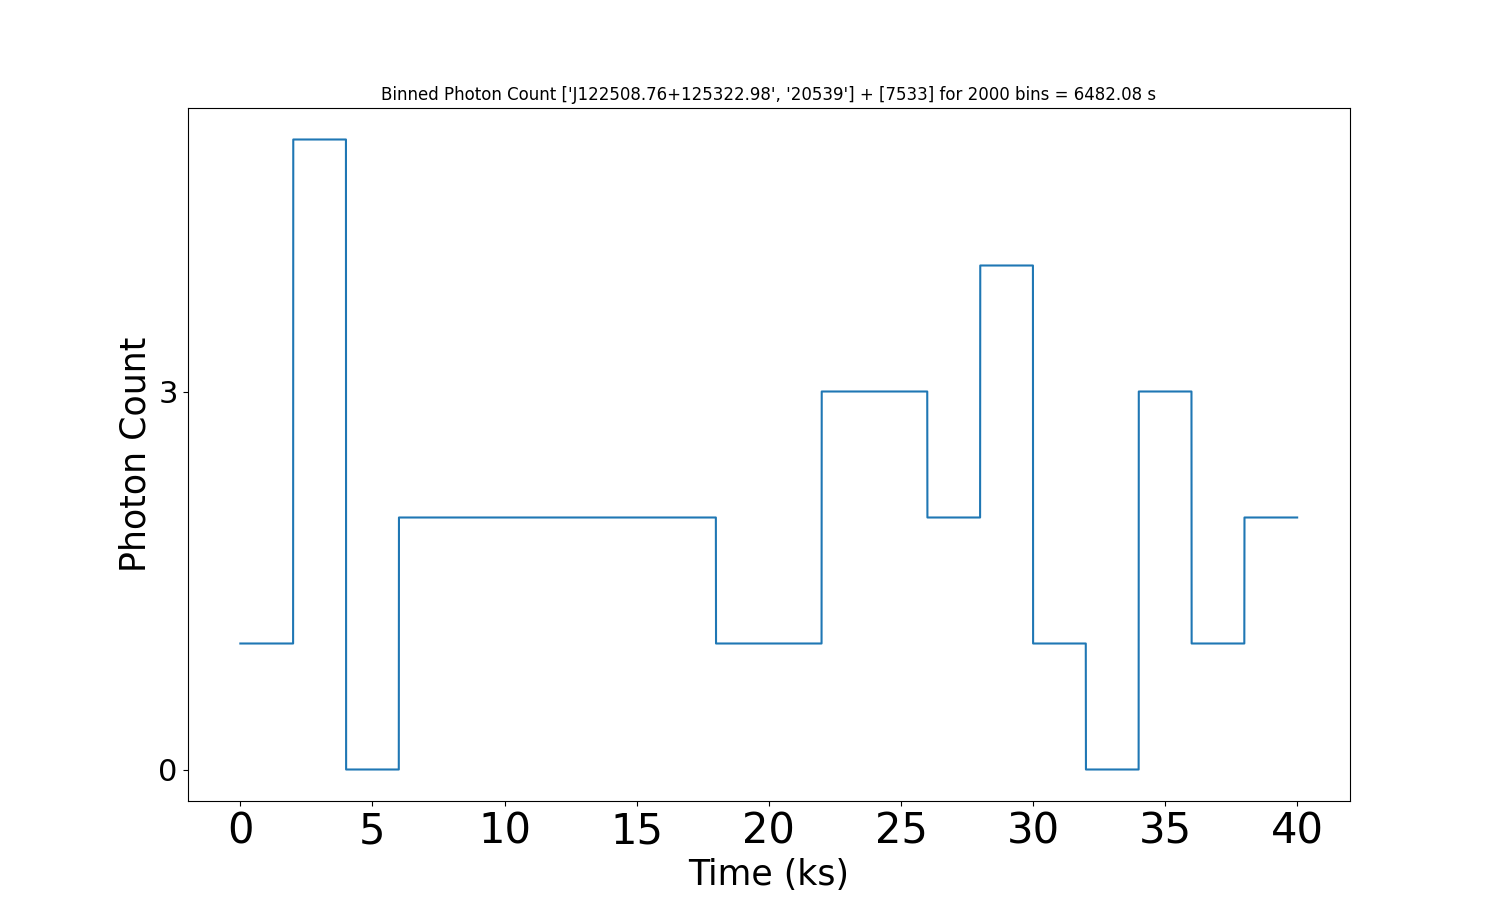 Binned Photon Count ['J122508.76+125322.98', '20539'] + [7533] for 2000 bins = 6482.08 s
Photon Count
3
0
0 5 10 15 20 25 30 35 40
Time (ks)